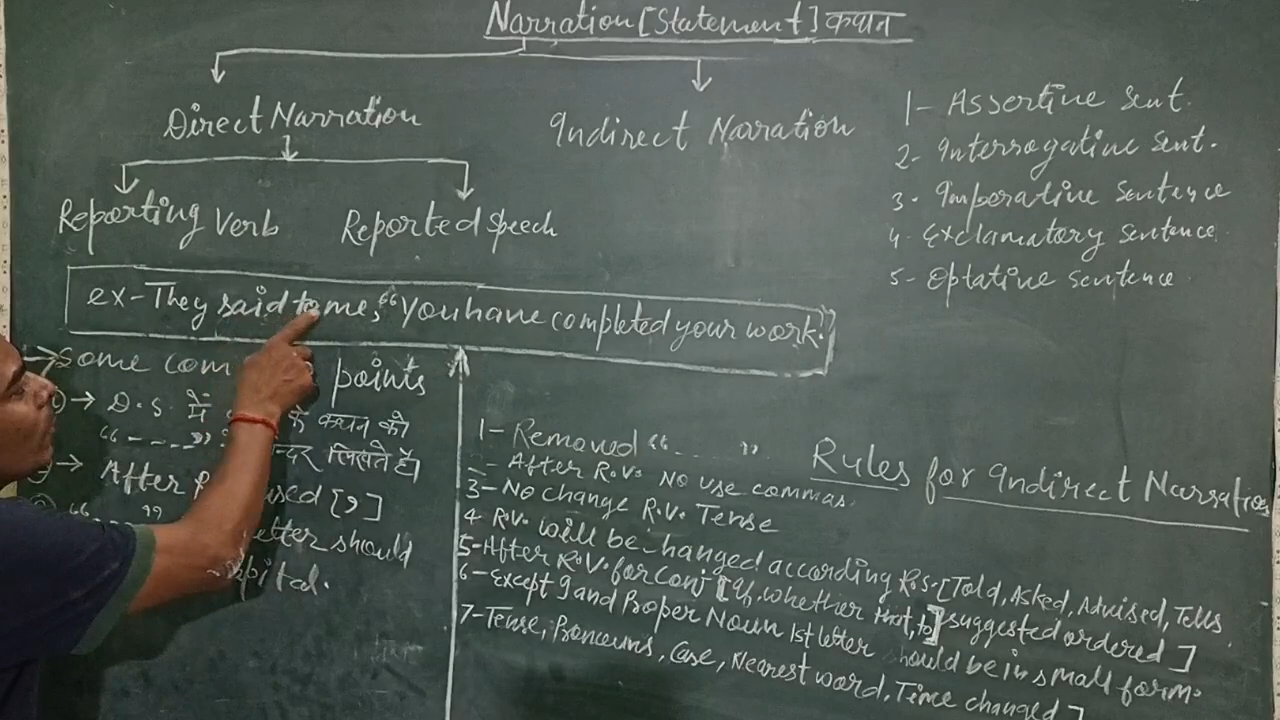 Narration [Statement] कथन
Direct Narration
Indirect Narration
Reporting Verb
Reported Speech
1- Assertive Sent.
2- Interrogative Sent.
3- Imperative Sentence
4- Exclamatory Sentence
5- Optative Sentence
ex- They said to me, "You have completed your work."
→ Some points
→ D.S. में के कथन को
"-----" लिखते हैं।
→ After used [,]
" "
letter should
Rules for Indirect Narration
1- Removed "......"
2- After R.V. No use commas.
3- No change R.V. Tense
4 R.V. will be changed according R.S. [Told, Asked, Advised, Tells
5- After R.V. for Conj [If, whether that, to] suggested ordered]
6- Except I and Proper Noun 1st letter should be in small form.
7- Tense, Pronouns, Case, Nearest word, Time changed]